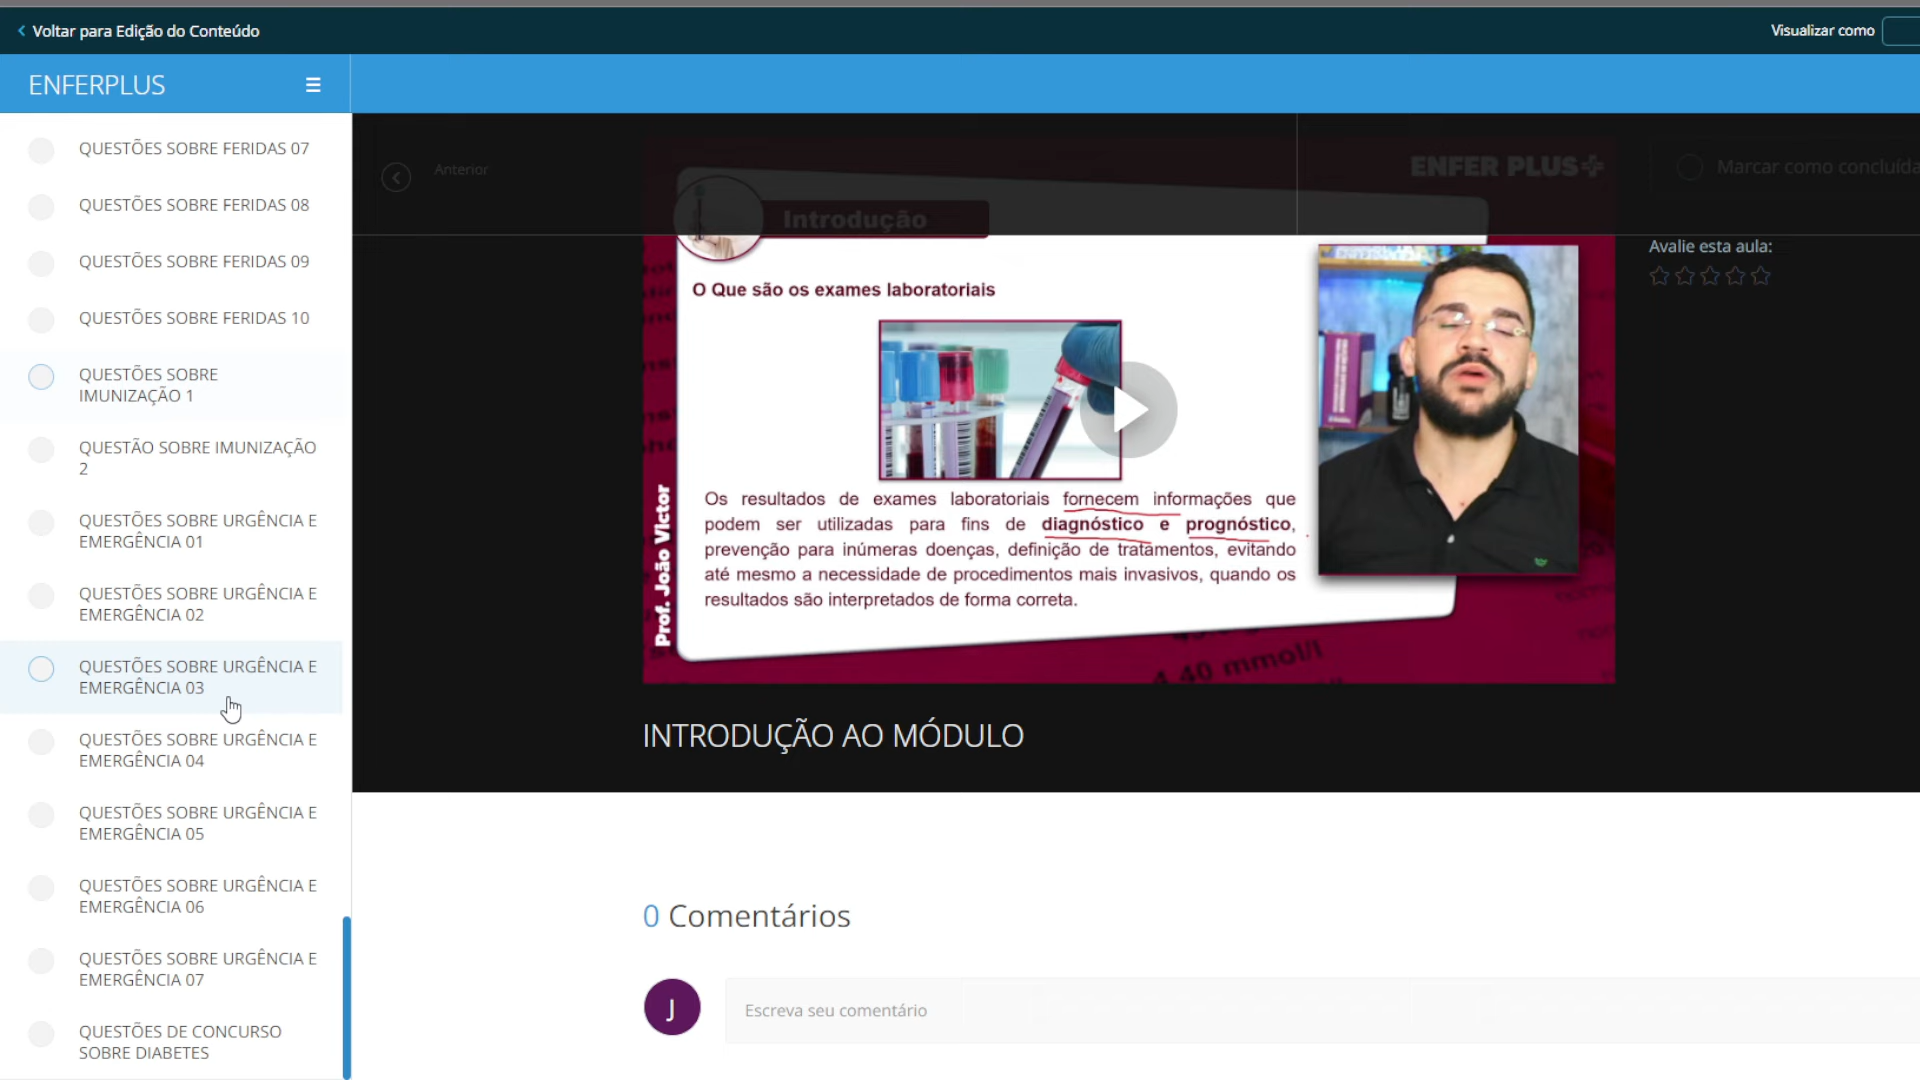 Voltar para Edição do Conteúdo
Visualizar como
ENFERPLUS
QUESTÕES SOBRE FERIDAS 07
QUESTÕES SOBRE FERIDAS 08
QUESTÕES SOBRE FERIDAS 09
QUESTÕES SOBRE FERIDAS 10
QUESTÕES SOBRE
IMUNIZAÇÃO 1
QUESTÃO SOBRE IMUNIZAÇÃO
2
QUESTÕES SOBRE URGÊNCIA E
EMERGÊNCIA 01
QUESTÕES SOBRE URGÊNCIA E
EMERGÊNCIA 02
QUESTÕES SOBRE URGÊNCIA E
EMERGÊNCIA 03
QUESTÕES SOBRE URGÊNCIA E
EMERGÊNCIA 04
QUESTÕES SOBRE URGÊNCIA E
EMERGÊNCIA 05
QUESTÕES SOBRE URGÊNCIA E
EMERGÊNCIA 06
QUESTÕES SOBRE URGÊNCIA E
EMERGÊNCIA 07
QUESTÕES DE CONCURSO
SOBRE DIABETES
Anterior
ENFER PLUS
Marcar como concluída
Introdução
Avalie esta aula:
O Que são os exames laboratoriais
Os resultados de exames laboratoriais fornecem informações que
podem ser utilizadas para fins de diagnóstico e prognóstico,
prevenção para inúmeras doenças, definição de tratamentos, evitando
até mesmo a necessidade de procedimentos mais invasivos, quando os
resultados são interpretados de forma correta.
Prof. João Victor
4.40 mmol/l
INTRODUÇÃO AO MÓDULO
0 Comentários
J
Escreva seu comentário